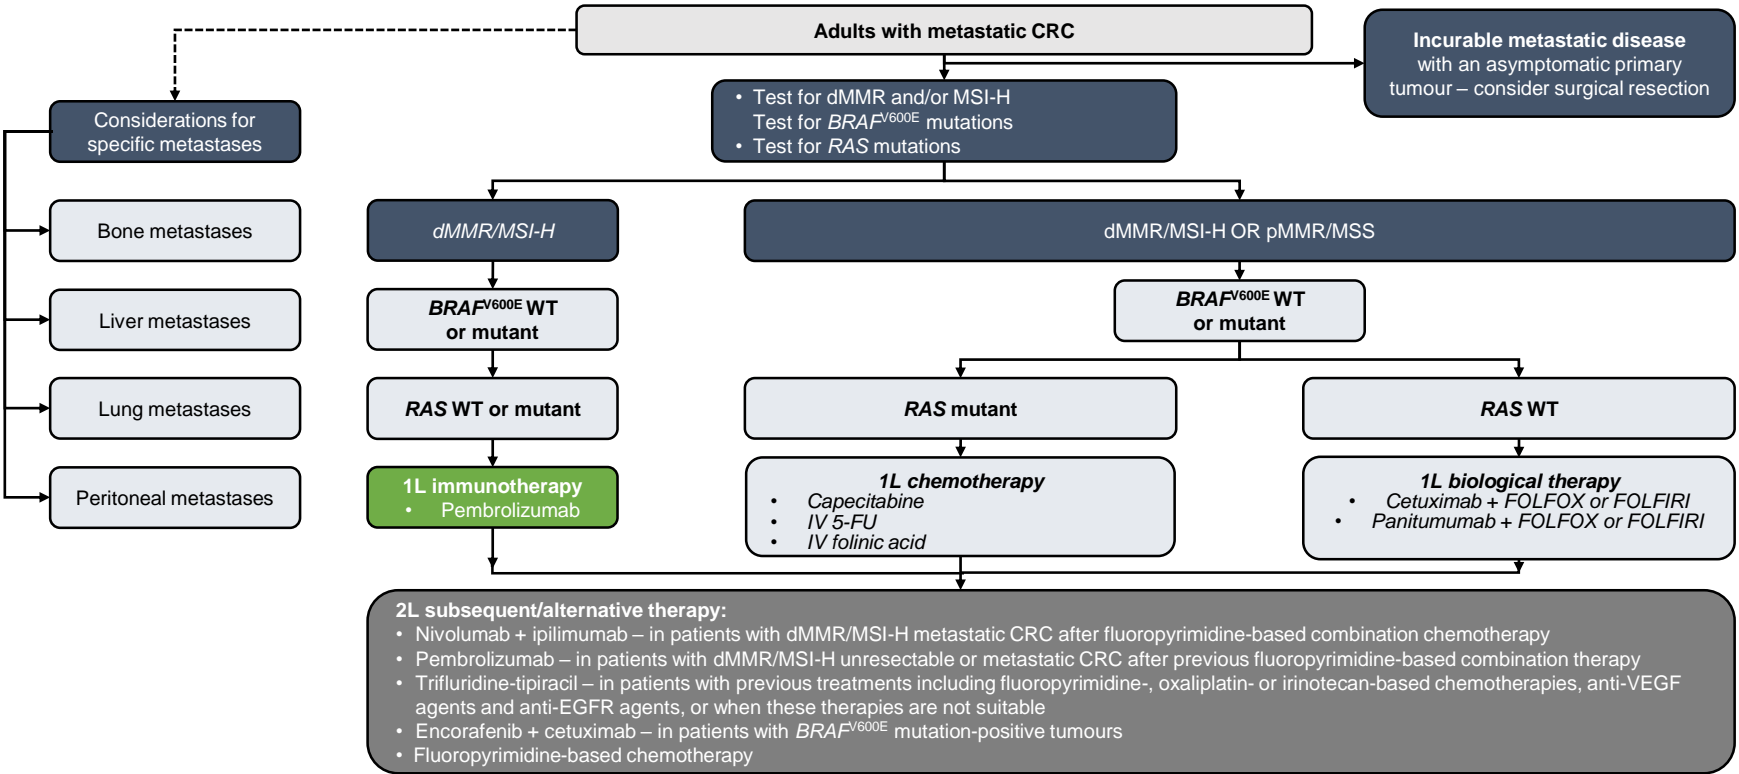 Adults with metastatic CRC
Incurable metastatic disease
with an asymptomatic primary
tumour – consider surgical resection
• Test for dMMR and/or MSI-H
Test for BRAFV600E mutations
• Test for RAS mutations
Considerations for
specific metastases
Bone metastases
Liver metastases
Lung metastases
Peritoneal metastases
dMMR/MSI-H
BRAFV600E WT
or mutant
RAS WT or mutant
1L immunotherapy
• Pembrolizumab
dMMR/MSI-H OR pMMR/MSS
BRAFV600E WT
or mutant
RAS mutant
1L chemotherapy
• Capecitabine
• IV 5-FU
• IV folinic acid
RAS WT
1L biological therapy
• Cetuximab + FOLFOX or FOLFIRI
• Panitumumab + FOLFOX or FOLFIRI
2L subsequent/alternative therapy:
• Nivolumab + ipilimumab – in patients with dMMR/MSI-H metastatic CRC after fluoropyrimidine-based combination chemotherapy
• Pembrolizumab – in patients with dMMR/MSI-H unresectable or metastatic CRC after previous fluoropyrimidine-based combination therapy
• Trifluridine-tipiracil – in patients with previous treatments including fluoropyrimidine-, oxaliplatin- or irinotecan-based chemotherapies, anti-VEGF
agents and anti-EGFR agents, or when these therapies are not suitable
• Encorafenib + cetuximab – in patients with BRAFV600E mutation-positive tumours
• Fluoropyrimidine-based chemotherapy